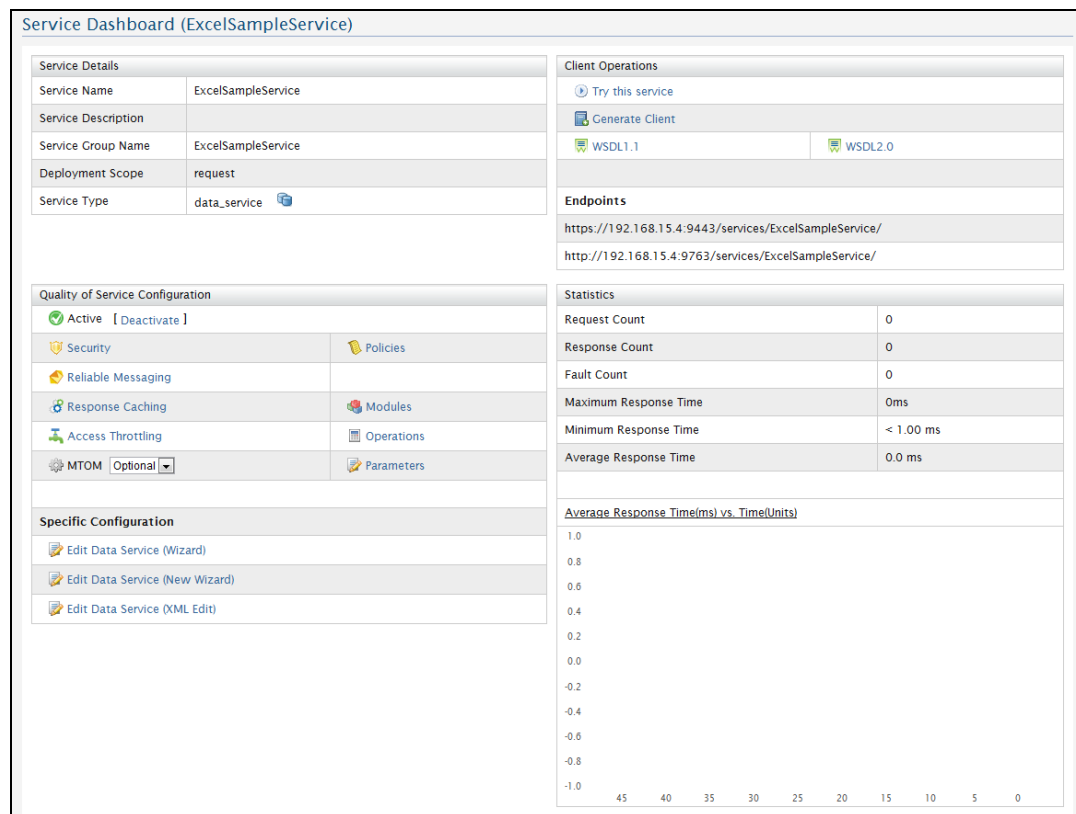 Service Dashboard (ExcelSampleService)
Service Details
Service Name ExcelSampleService
Service Description
Service Group Name ExcelSampleService
Deployment Scope request
Service Type data_service
Client Operations
Try this service
Generate Client
WSDL1.1 WSDL2.0
Endpoints
https://192.168.15.4:9443/services/ExcelSampleService/
http://192.168.15.4:9763/services/ExcelSampleService/
Quality of Service Configuration
Active [ Deactivate ]
Security Policies
Reliable Messaging
Response Caching Modules
Access Throttling Operations
MTOM Optional Parameters
Specific Configuration
Edit Data Service (Wizard)
Edit Data Service (New Wizard)
Edit Data Service (XML Edit)
Statistics
Request Count 0
Response Count 0
Fault Count 0
Maximum Response Time 0ms
Minimum Response Time < 1.00 ms
Average Response Time 0.0 ms
Average Response Time(ms) vs. Time(Units)
1.0
0.8
0.6
0.4
0.2
0.0
-0.2
-0.4
-0.6
-0.8
-1.0
45 40 35 30 25 20 15 10 5 0